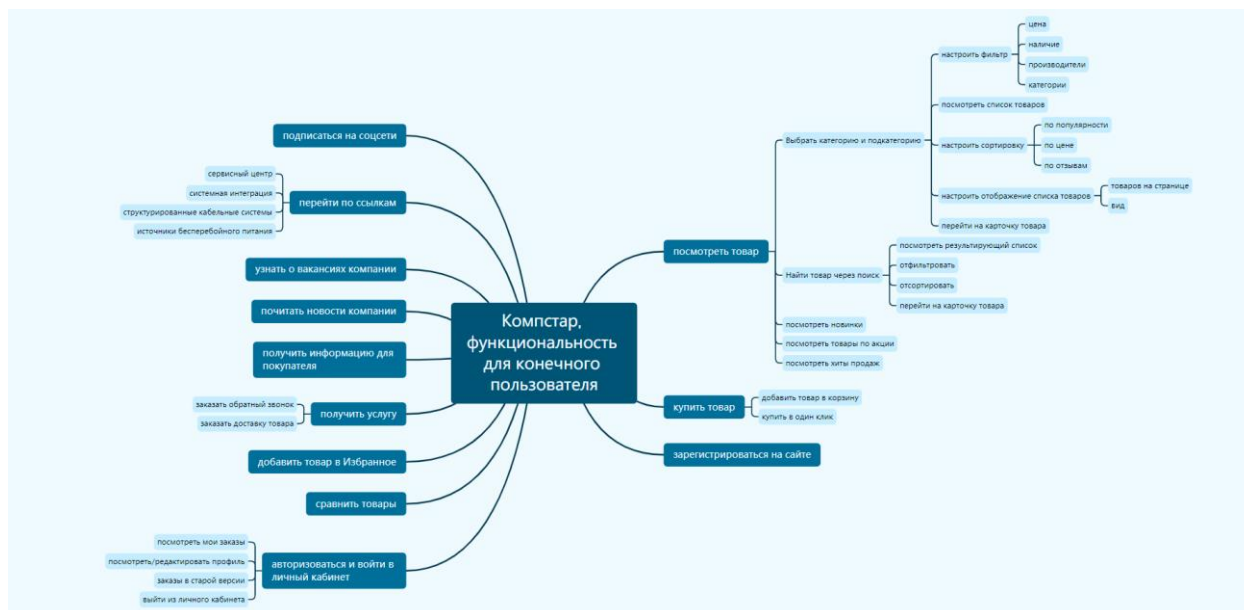 подписаться на соцсети
сервисный центр
системная интеграция
структурированные кабельные системы
источники бесперебойного питания
перейти по ссылкам
узнать о вакансиях компании
почитать новости компании
получить информацию для
покупателя
заказать обратный звонок
заказать доставку товара
получить услугу
добавить товар в Избранное
сравнить товары
посмотреть мои заказы
посмотреть/редактировать профиль
заказы в старой версии
выйти из личного кабинета
авторизоваться и войти в
личный кабинет
Компстар,
функциональность
для конечного
пользователя
посмотреть товар
Выбрать категорию и подкатегорию
настроить фильтр
цена
наличие
производители
категории
посмотреть список товаров
настроить сортировку
по популярности
по цене
по отзывам
настроить отображение списка товаров
товаров на странице
вид
перейти на карточку товара
Найти товар через поиск
посмотреть результирующий список
отфильтровать
отсортировать
перейти на карточку товара
посмотреть новинки
посмотреть товары по акции
посмотреть хиты продаж
купить товар
добавить товар в корзину
купить в один клик
зарегистрироваться на сайте